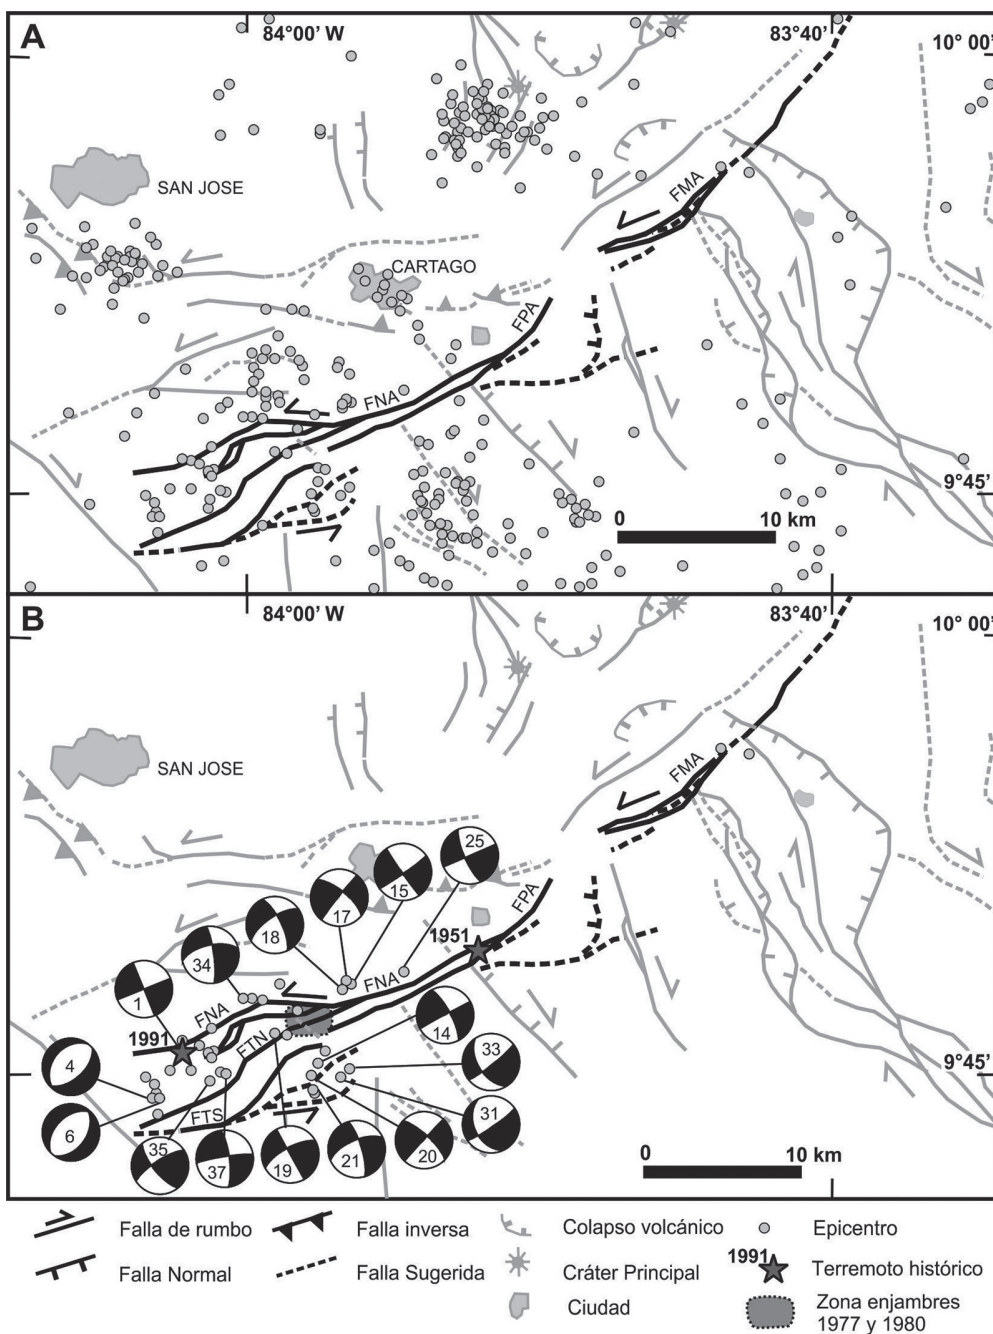 A
84°00' W
83°40'
10° 00'
SAN JOSE
FMA
CARTAGO
FPA
FNA
9°45'
0 10 km
B
84°00' W
83°40'
10° 00'
SAN JOSE
FMA
25
15
17
FPA
18
1951
34
FNA
1
FNA
14
1991
FTN
33
4
9°45'
FTS
31
6
35
37
19
21
20
0 10 km
Falla de rumbo
Falla inversa
Colapso volcánico
Epicentro
Falla Normal
Falla Sugerida
Cráter Principal
1991
Terremoto histórico
Ciudad
Zona enjambres
1977 y 1980